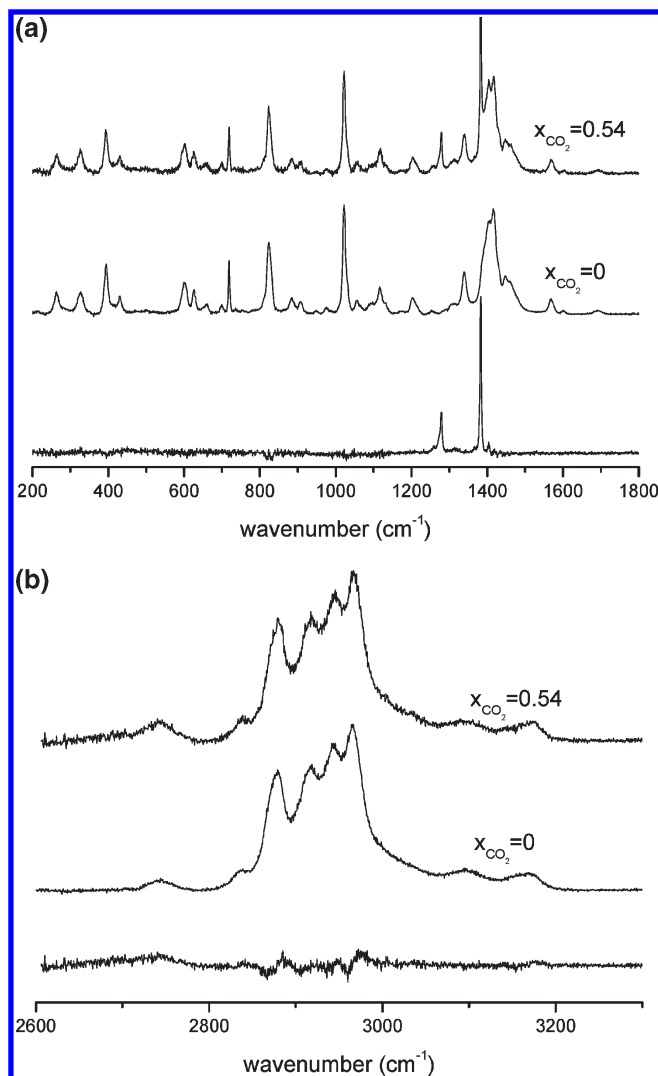 (a)
x_CO₂=0.54
x_CO₂=0
200 400 600 800 1000 1200 1400 1600 1800
wavenumber (cm⁻¹)
(b)
x_CO₂=0.54
x_CO₂=0
2600 2800 3000 3200
wavenumber (cm⁻¹)